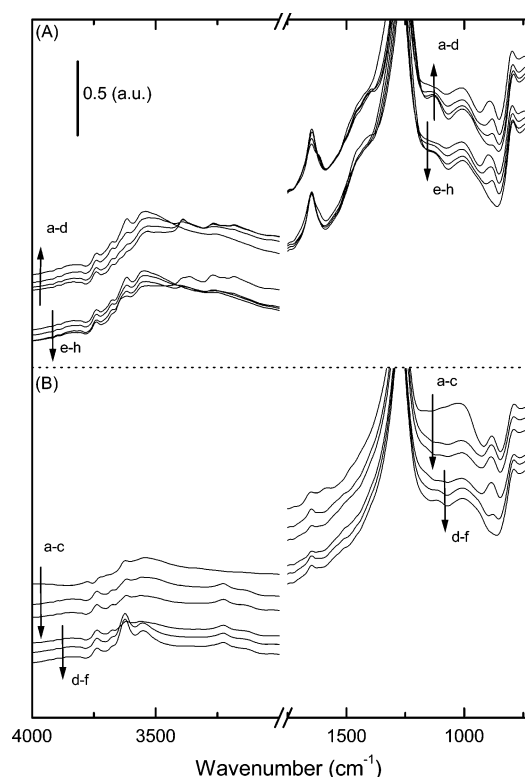 (A)
a-d
0.5 (a.u.)
a-d
e-h
e-h
(B)
a-c
a-c
d-f
d-f
4000 3500 1500 1000
Wavenumber (cm⁻¹)